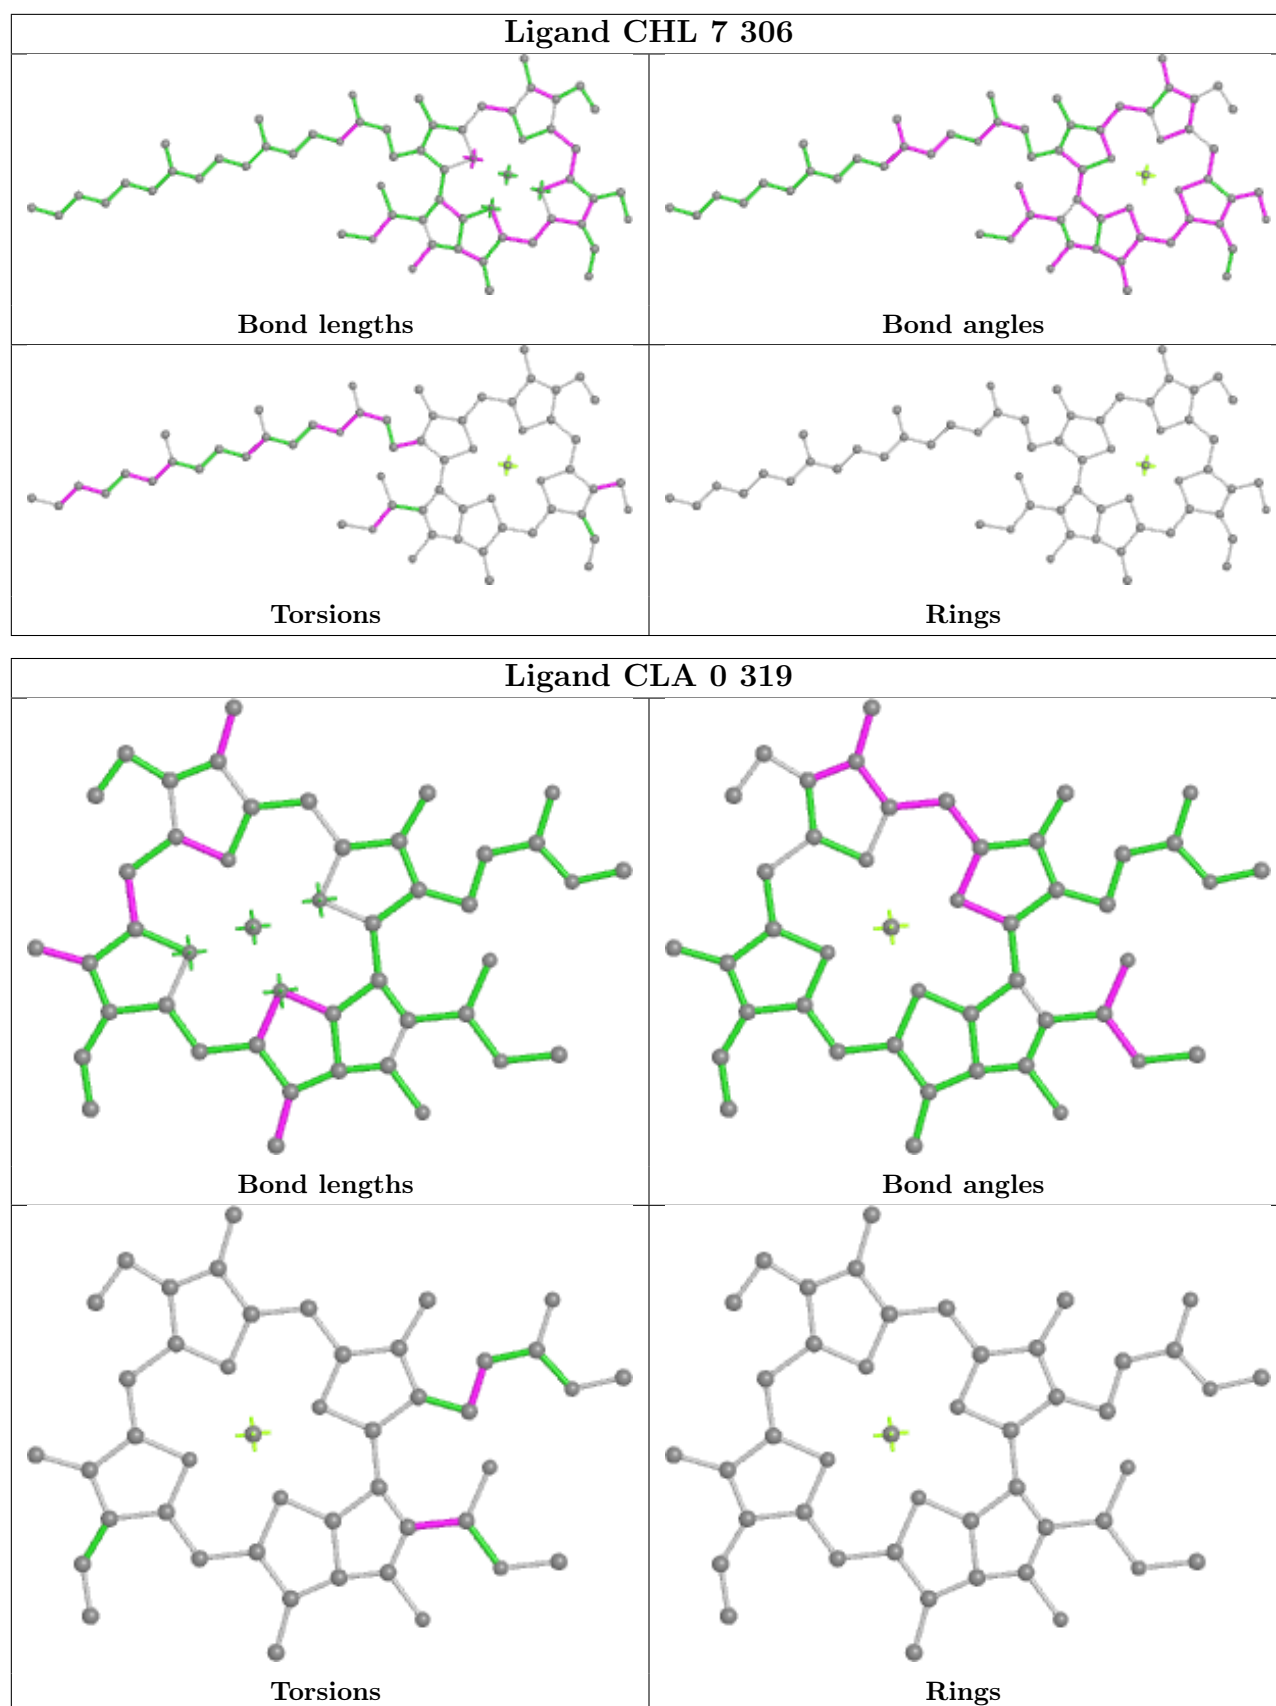 Ligand CHL 7 306
Bond lengths
Bond angles
Torsions
Rings
Ligand CLA 0 319
Bond lengths
Bond angles
Torsions
Rings